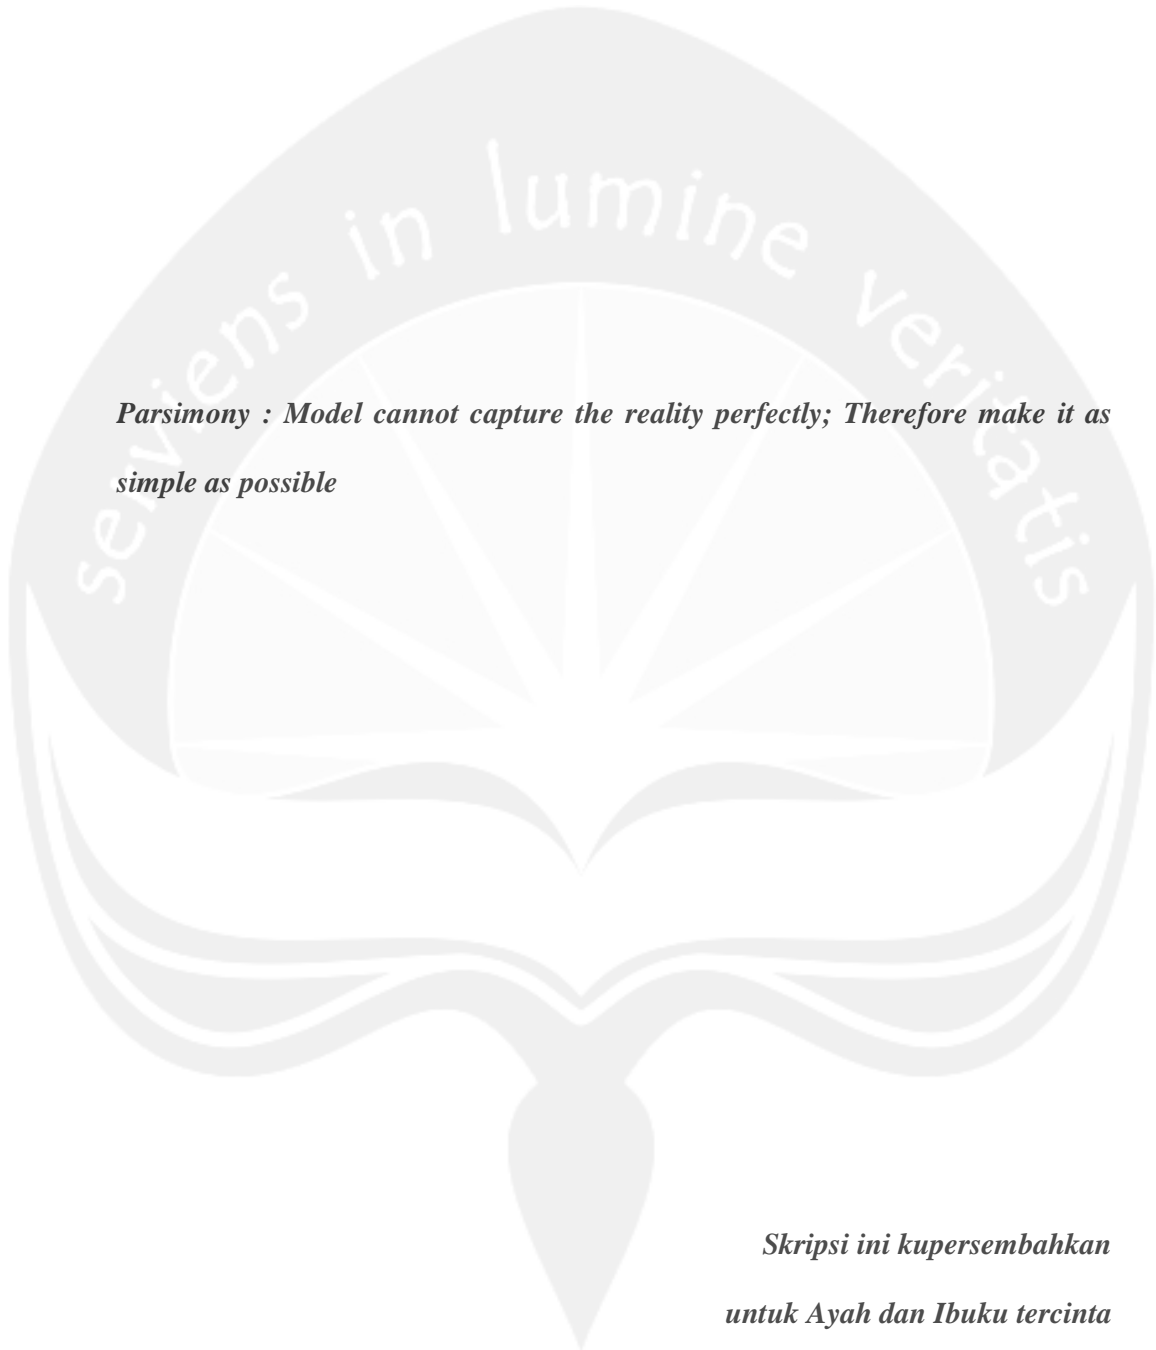 serviens in lumine veritatis
Parsimony : Model cannot capture the reality perfectly; Therefore make it as
simple as possible
Skripsi ini kupersembahkan
untuk Ayah dan Ibuku tercinta